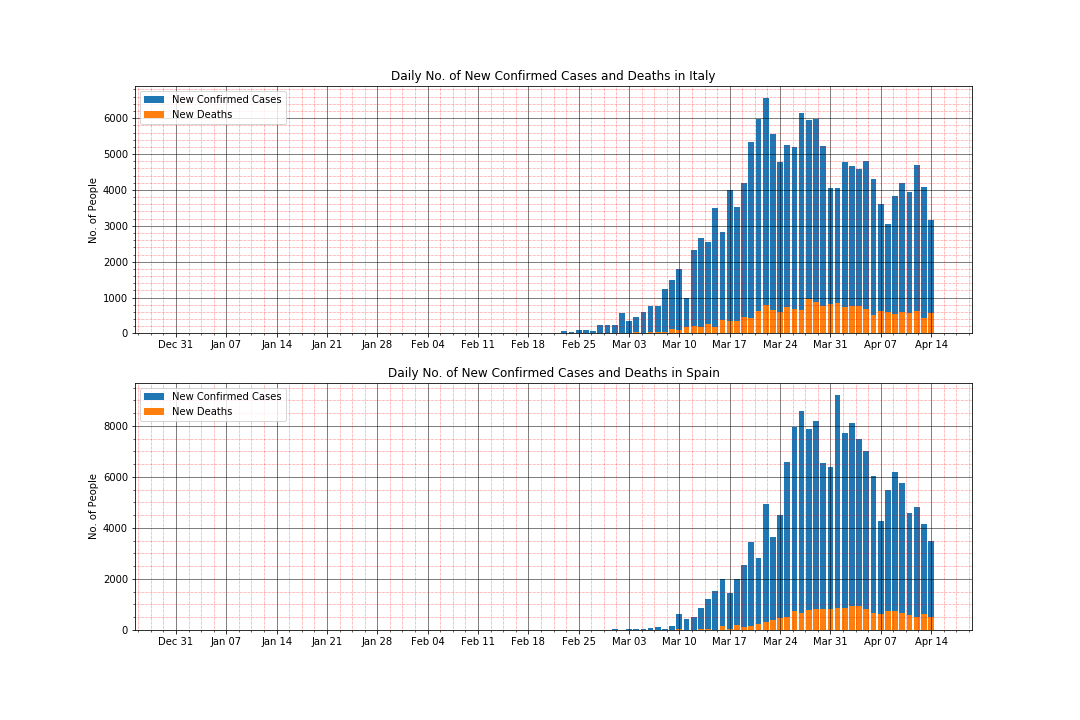 Daily No. of New Confirmed Cases and Deaths in Italy
New Confirmed Cases
New Deaths
No. of People
6000
5000
4000
3000
2000
1000
0
Dec 31 Jan 07 Jan 14 Jan 21 Jan 28 Feb 04 Feb 11 Feb 18 Feb 25 Mar 03 Mar 10 Mar 17 Mar 24 Mar 31 Apr 07 Apr 14
Daily No. of New Confirmed Cases and Deaths in Spain
New Confirmed Cases
New Deaths
No. of People
8000
6000
4000
2000
0
Dec 31 Jan 07 Jan 14 Jan 21 Jan 28 Feb 04 Feb 11 Feb 18 Feb 25 Mar 03 Mar 10 Mar 17 Mar 24 Mar 31 Apr 07 Apr 14